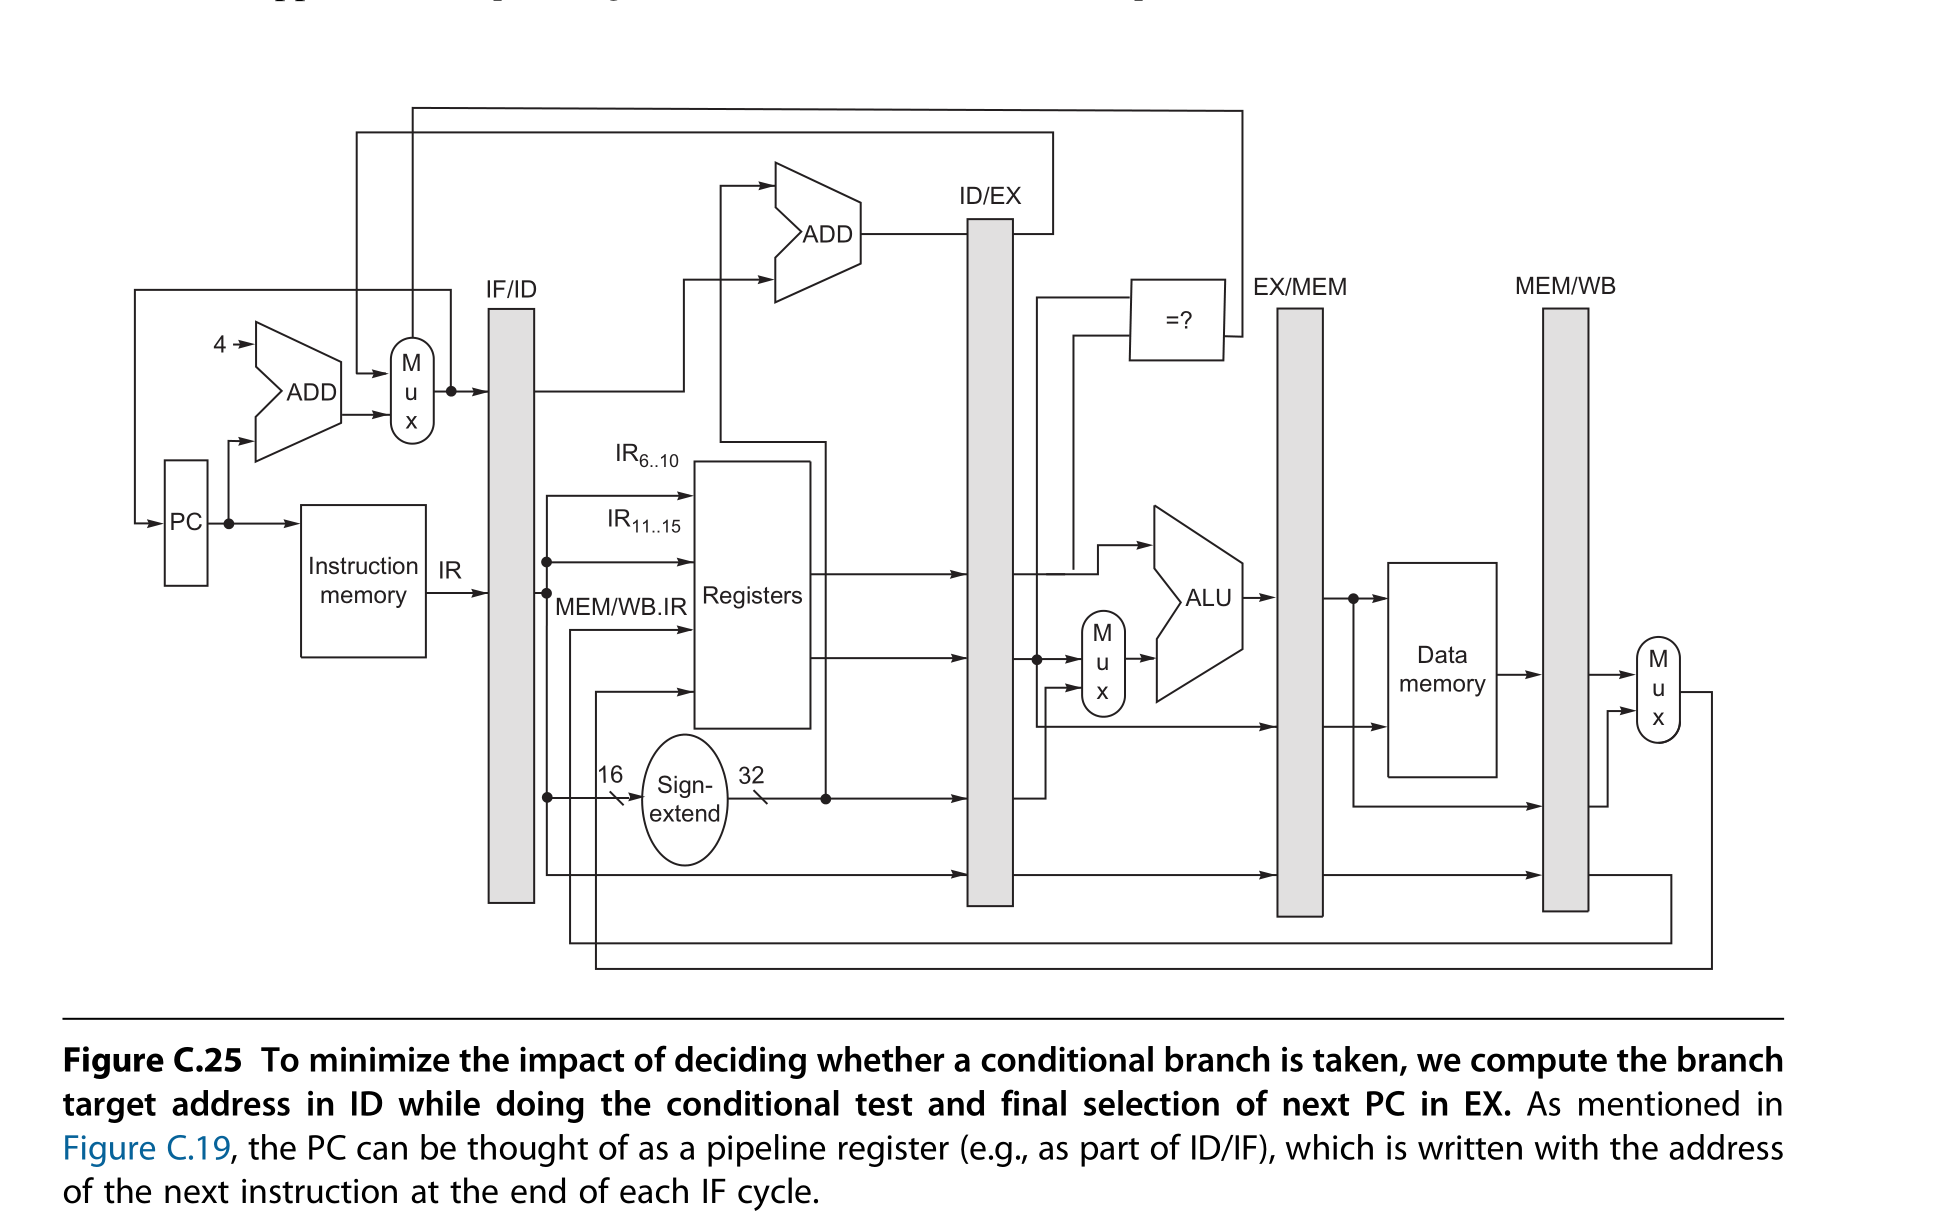 ID/EX
ADD
IF/ID
EX/MEM
MEM/WB
=?
4
ADD
M
u
x
IR6..10
PC
IR11..15
Instruction
memory
IR
MEM/WB.IR
Registers
ALU
M
u
x
Data
memory
M
u
x
16
Sign-
extend
32
Figure C.25 To minimize the impact of deciding whether a conditional branch is taken, we compute the branch
target address in ID while doing the conditional test and final selection of next PC in EX. As mentioned in
Figure C.19, the PC can be thought of as a pipeline register (e.g., as part of ID/IF), which is written with the address
of the next instruction at the end of each IF cycle.